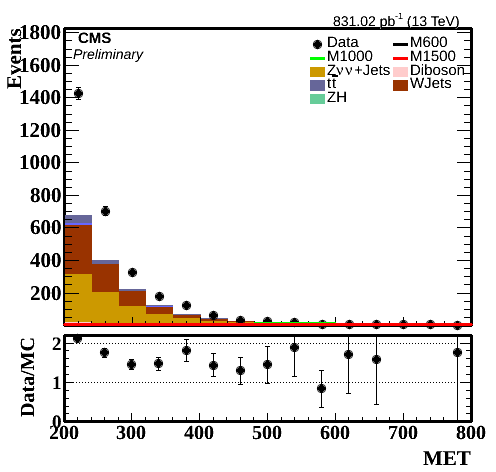 831.02 pb-1 (13 TeV)
CMS
Preliminary
Data
M600
M1000
M1500
Zνν+Jets
Diboson
tt̄
WJets
ZH
Events
1800
1600
1400
1200
1000
800
600
400
200
Data/MC
2
1
0
200 300 400 500 600 700 800
MET